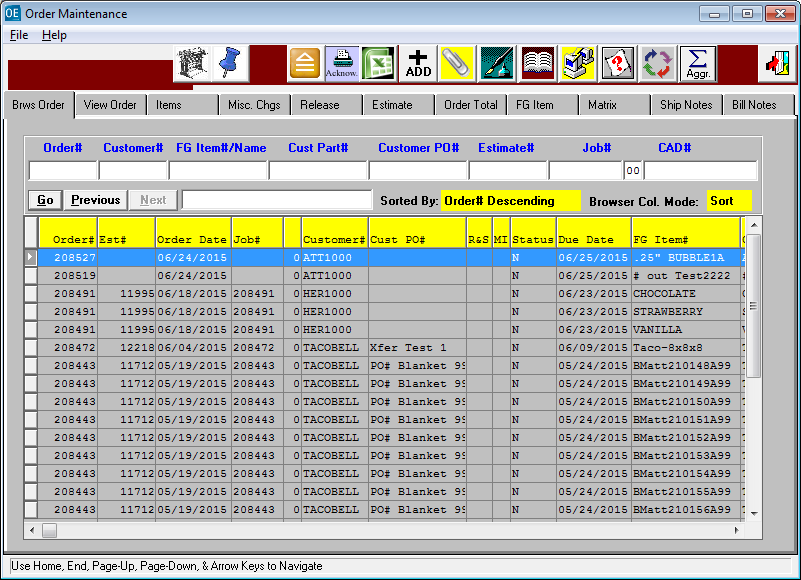 OE Order Maintenance
File Help
Acknow. ADD Σ Aggr.
Brws Order View Order Items Misc. Chgs Release Estimate Order Total FG Item Matrix Ship Notes Bill Notes
Order# Customer# FG Item#/Name Cust Part# Customer PO# Estimate# Job# CAD#
00
Go Previous Next Sorted By: Order# Descending Browser Col. Mode: Sort
Order# Est# Order Date Job# Customer# Cust PO# R&S MI Status Due Date FG Item#
208527 06/24/2015 0 ATT1000 N 06/25/2015 .25" BUBBLE1A
208519 06/24/2015 0 ATT1000 N 06/25/2015 # out Test2222 #
208491 11995 06/18/2015 208491 0 HER1000 N 06/23/2015 CHOCOLATE
208491 11995 06/18/2015 208491 0 HER1000 N 06/23/2015 STRAWBERRY
208491 11995 06/18/2015 208491 0 HER1000 N 06/23/2015 VANILLA
208472 12218 06/04/2015 208472 0 TACOBELL Xfer Test 1 N 06/09/2015 Taco-8x8x8
208443 11712 05/19/2015 208443 0 TACOBELL PO# Blanket 99 N 05/24/2015 BMatt210148A99
208443 11712 05/19/2015 208443 0 TACOBELL PO# Blanket 99 N 05/24/2015 BMatt210149A99
208443 11712 05/19/2015 208443 0 TACOBELL PO# Blanket 99 N 05/24/2015 BMatt210150A99
208443 11712 05/19/2015 208443 0 TACOBELL PO# Blanket 99 N 05/24/2015 BMatt210151A99
208443 11712 05/19/2015 208443 0 TACOBELL PO# Blanket 99 N 05/24/2015 BMatt210152A99
208443 11712 05/19/2015 208443 0 TACOBELL PO# Blanket 99 N 05/24/2015 BMatt210153A99
208443 11712 05/19/2015 208443 0 TACOBELL PO# Blanket 99 N 05/24/2015 BMatt210154A99
208443 11712 05/19/2015 208443 0 TACOBELL PO# Blanket 99 N 05/24/2015 BMatt210155A99
208443 11712 05/19/2015 208443 0 TACOBELL PO# Blanket 99 N 05/24/2015 BMatt210156A99
Use Home, End, Page-Up, Page-Down, & Arrow Keys to Navigate